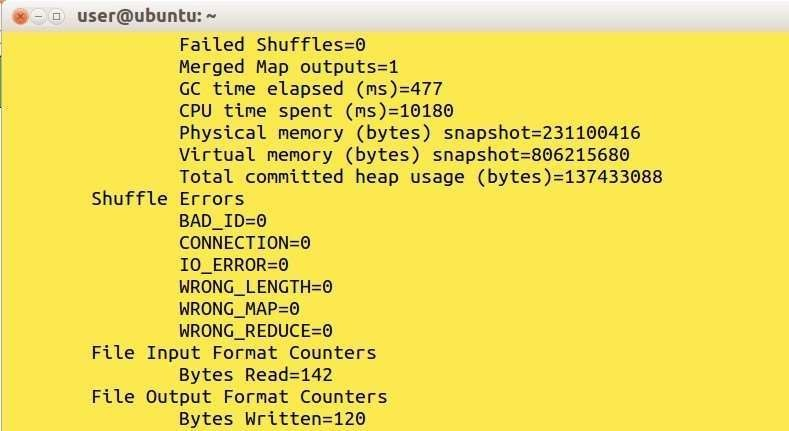 user@ubuntu: ~
Failed Shuffles=0
Merged Map outputs=1
GC time elapsed (ms)=477
CPU time spent (ms)=10180
Physical memory (bytes) snapshot=231100416
Virtual memory (bytes) snapshot=806215680
Total committed heap usage (bytes)=137433088
Shuffle Errors
BAD_ID=0
CONNECTION=0
IO_ERROR=0
WRONG_LENGTH=0
WRONG_MAP=0
WRONG_REDUCE=0
File Input Format Counters
Bytes Read=142
File Output Format Counters
Bytes Written=120